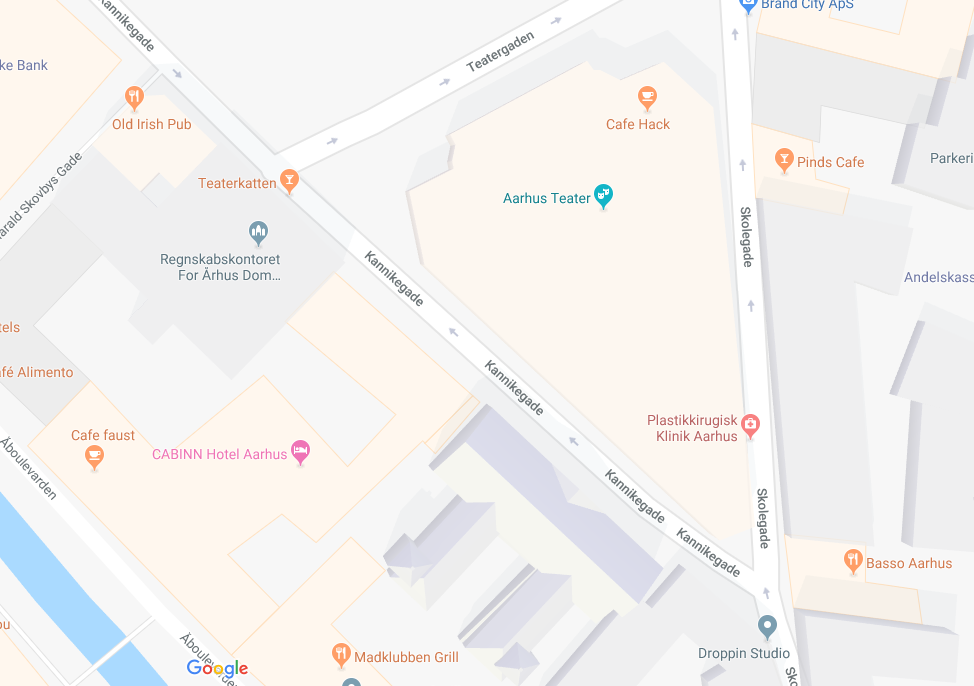 Brand City ApS
Kannikegade
Teatergaden
ke Bank
Old Irish Pub
Cafe Hack
arald Skovbys Gade
Teaterkatten
Pinds Cafe
Parkeri
Aarhus Teater
Skolegade
Regnskabskontoret
For Århus Dom...
Kannikegade
Andelskass
tels
afé Alimento
Kannikegade
Plastikkirugisk
Klinik Aarhus
Cafe faust
CABINN Hotel Aarhus
Åboulevarden
Kannikegade
Skolegade
Kannikegade
Basso Aarhus
Droppin Studio
Åboulevarden
Madklubben Grill
Google
Sko